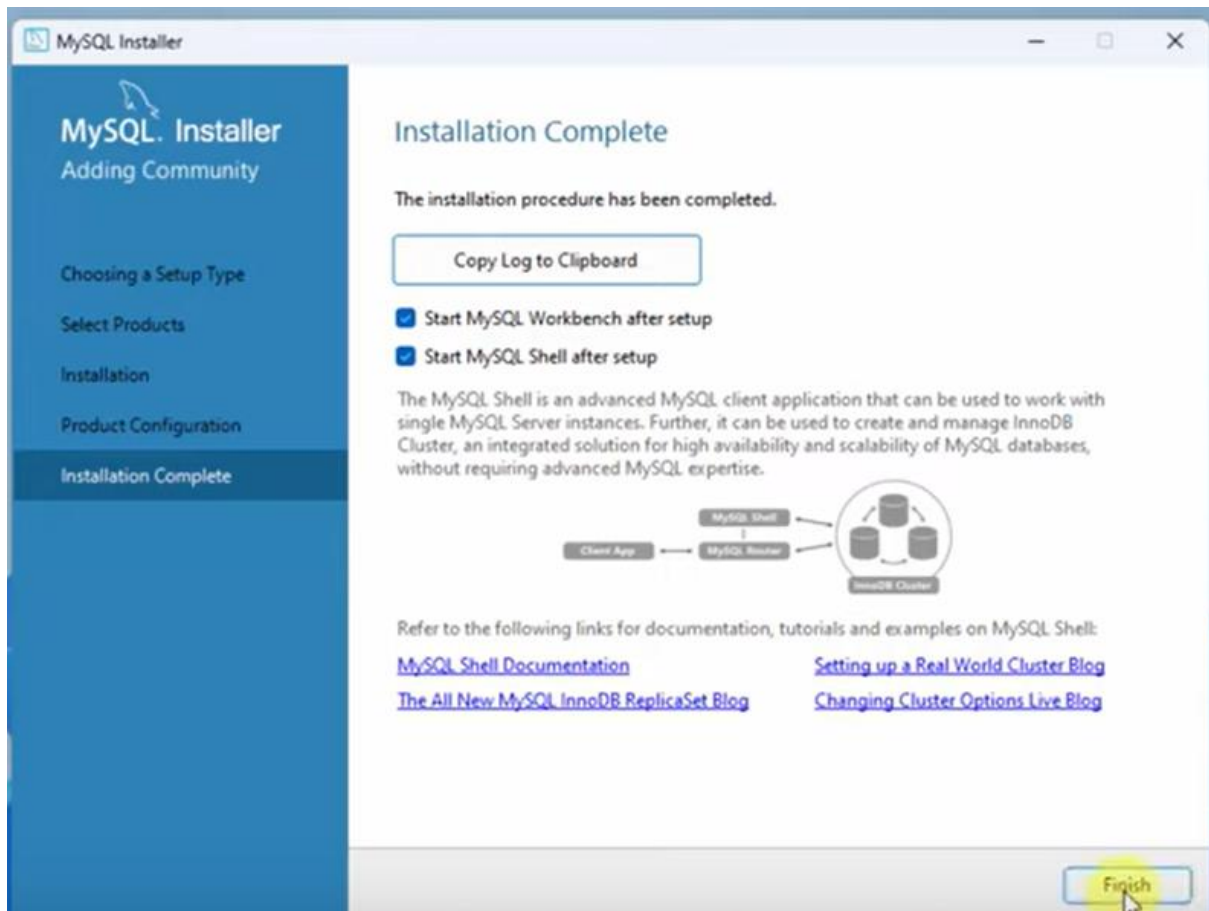 MySQL Installer
MySQL. Installer
Adding Community
Choosing a Setup Type
Select Products
Installation
Product Configuration
Installation Complete
Installation Complete
The installation procedure has been completed.
Copy Log to Clipboard
Start MySQL Workbench after setup
Start MySQL Shell after setup
The MySQL Shell is an advanced MySQL client application that can be used to work with
single MySQL Server instances. Further, it can be used to create and manage InnoDB
Cluster, an integrated solution for high availability and scalability of MySQL databases,
without requiring advanced MySQL expertise.
MySQL Shell
Client App
MySQL Router
InnoDB Cluster
Refer to the following links for documentation, tutorials and examples on MySQL Shell:
MySQL Shell Documentation
Setting up a Real World Cluster Blog
The All New MySQL InnoDB ReplicaSet Blog
Changing Cluster Options Live Blog
Finish